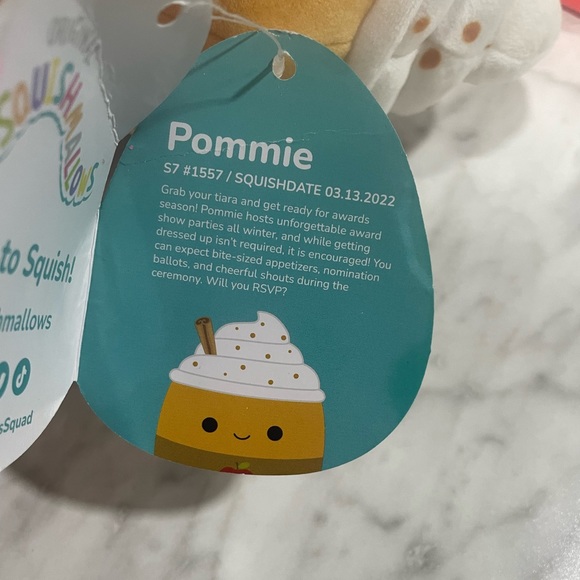 SQUISHMALLOWS
to Squish!
mallows
sSquad
Pommie
S7 #1557 / SQUISHDATE 03.13.2022
Grab your tiara and get ready for awards
season! Pommie hosts unforgettable award
show parties all winter, and while getting
dressed up isn't required, it is encouraged! You
can expect bite-sized appetizers, nomination
ballots, and cheerful shouts during the
ceremony. Will you RSVP?